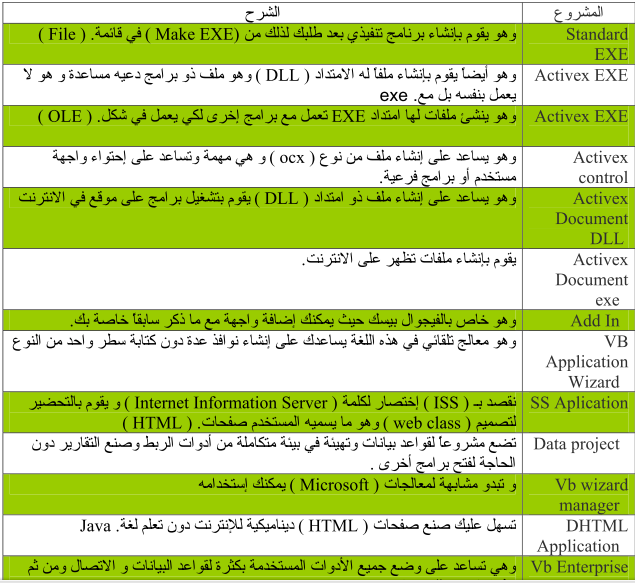 المشروع الشرح
Standard وهو يقوم بإنشاء برنامج تنفيذي بعد طلبك لذلك من (Make EXE ) في قائمة. ( File )
EXE
Activex EXE وهو أيضاً يقوم بإنشاء ملفاً له الامتداد ( DLL ) وهو ملف ذو برامج دعيه مساعدة و هو لا
يعمل بنفسه بل مع. exe
Activex EXE وهو ينشئ ملفات لها امتداد EXE تعمل مع برامج إخرى لكي يعمل في شكل. ( OLE )
Activex وهو يساعد على إنشاء ملف من نوع ( ocx ) و هي مهمة وتساعد على إحتواء واجهة
control مستخدم أو برامج فرعية.
Activex وهو يساعد على إنشاء ملف ذو امتداد ( DLL ) يقوم بتشغيل برامج على موقع في الانترنت
Document
DLL
Activex يقوم بإنشاء ملفات تظهر على الانترنت.
Document
exe
Add In وهو خاص بالفيجوال بيسك حيث يمكنك إضافة واجهة مع ما ذكر سابقاً خاصة بك.
VB وهو معالج تلقائي في هذه اللغة يساعدك على إنشاء نوافذ عدة دون كتابة سطر واحد من النوع
Application
Wizard
SS Aplication نقصد بـ ( ISS ) إختصار لكلمة ( Internet Information Server ) و يقوم بالتحضير
لتصميم ( web class ) وهو ما يسميه المستخدم صفحات. ( HTML )
Data project تضع مشروعاً لقواعد بيانات وتهيئة في بيئة متكاملة من أدوات الربط وصنع التقارير دون
الحاجة لفتح برامج أخرى .
Vb wizard و تبدو مشابهة لمعالجات ( Microsoft ) يمكنك إستخدامه
manager
DHTML تسهل عليك صنع صفحات ( HTML ) ديناميكية للإنترنت دون تعلم لغة. Java
Application
Vb Enterprise وهي تساعد على وضع جميع الأدوات المستخدمة بكثرة لقواعد البيانات و الاتصال ومن ثم